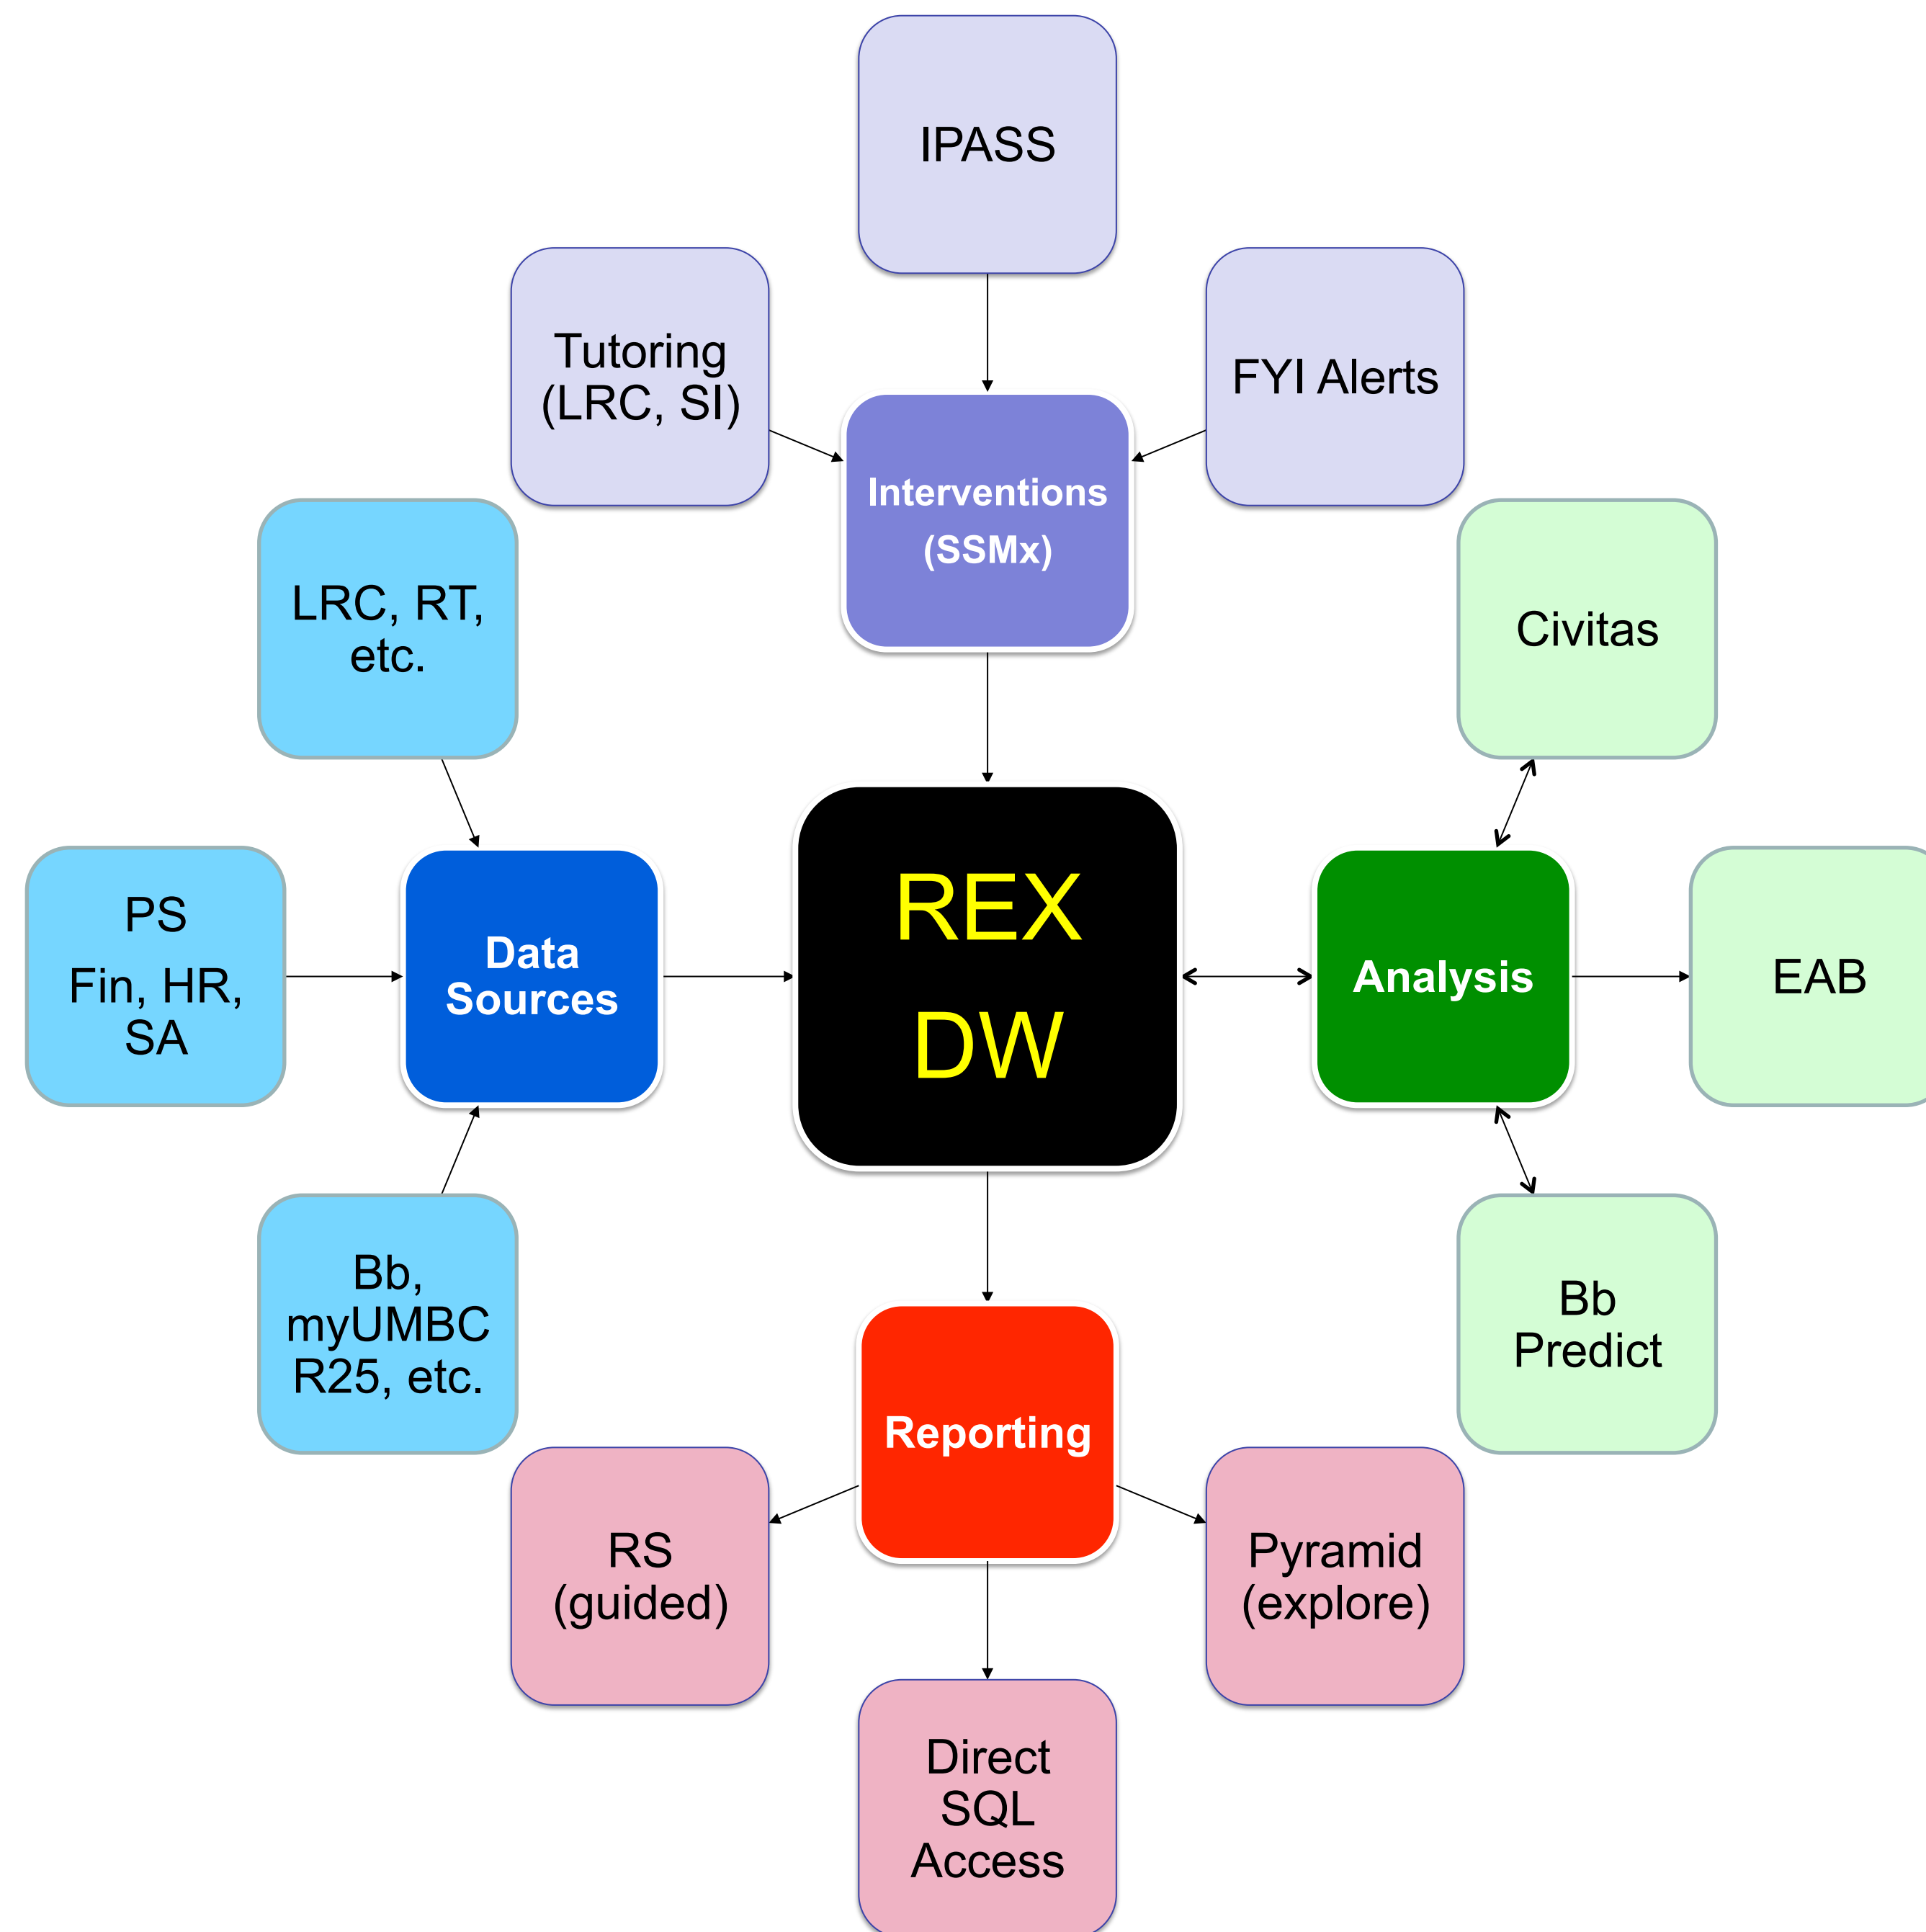 IPASS
Tutoring
(LRC, SI)
FYI Alerts
Interventions
(SSMx)
LRC, RT,
etc.
Civitas
PS
Fin, HR,
SA
Data
Sources
REX
DW
Analysis
EAB
Bb,
myUMBC
R25, etc.
Bb
Predict
Reporting
RS
(guided)
Pyramid
(explore)
Direct
SQL
Access